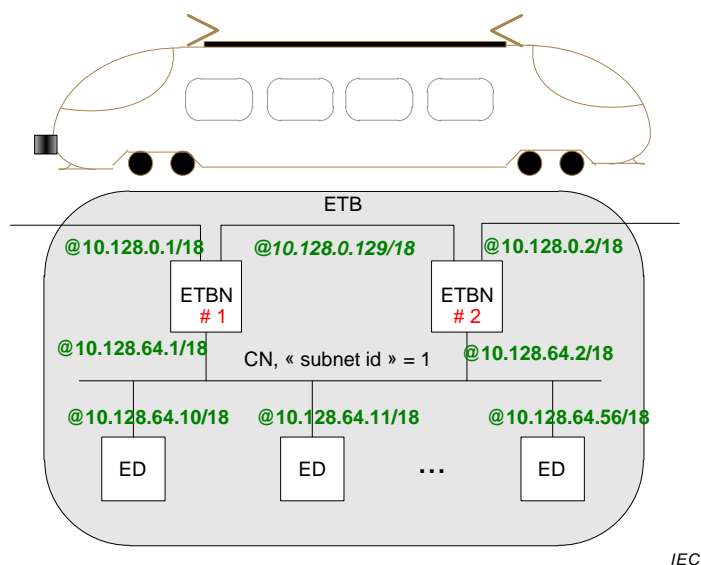 ETB
@10.128.0.1/18
@10.128.0.129/18
@10.128.0.2/18
ETBN
# 1
ETBN
# 2
@10.128.64.1/18
CN, « subnet id » = 1
@10.128.64.2/18
@10.128.64.10/18
@10.128.64.11/18
@10.128.64.56/18
ED
ED
...
ED
IEC